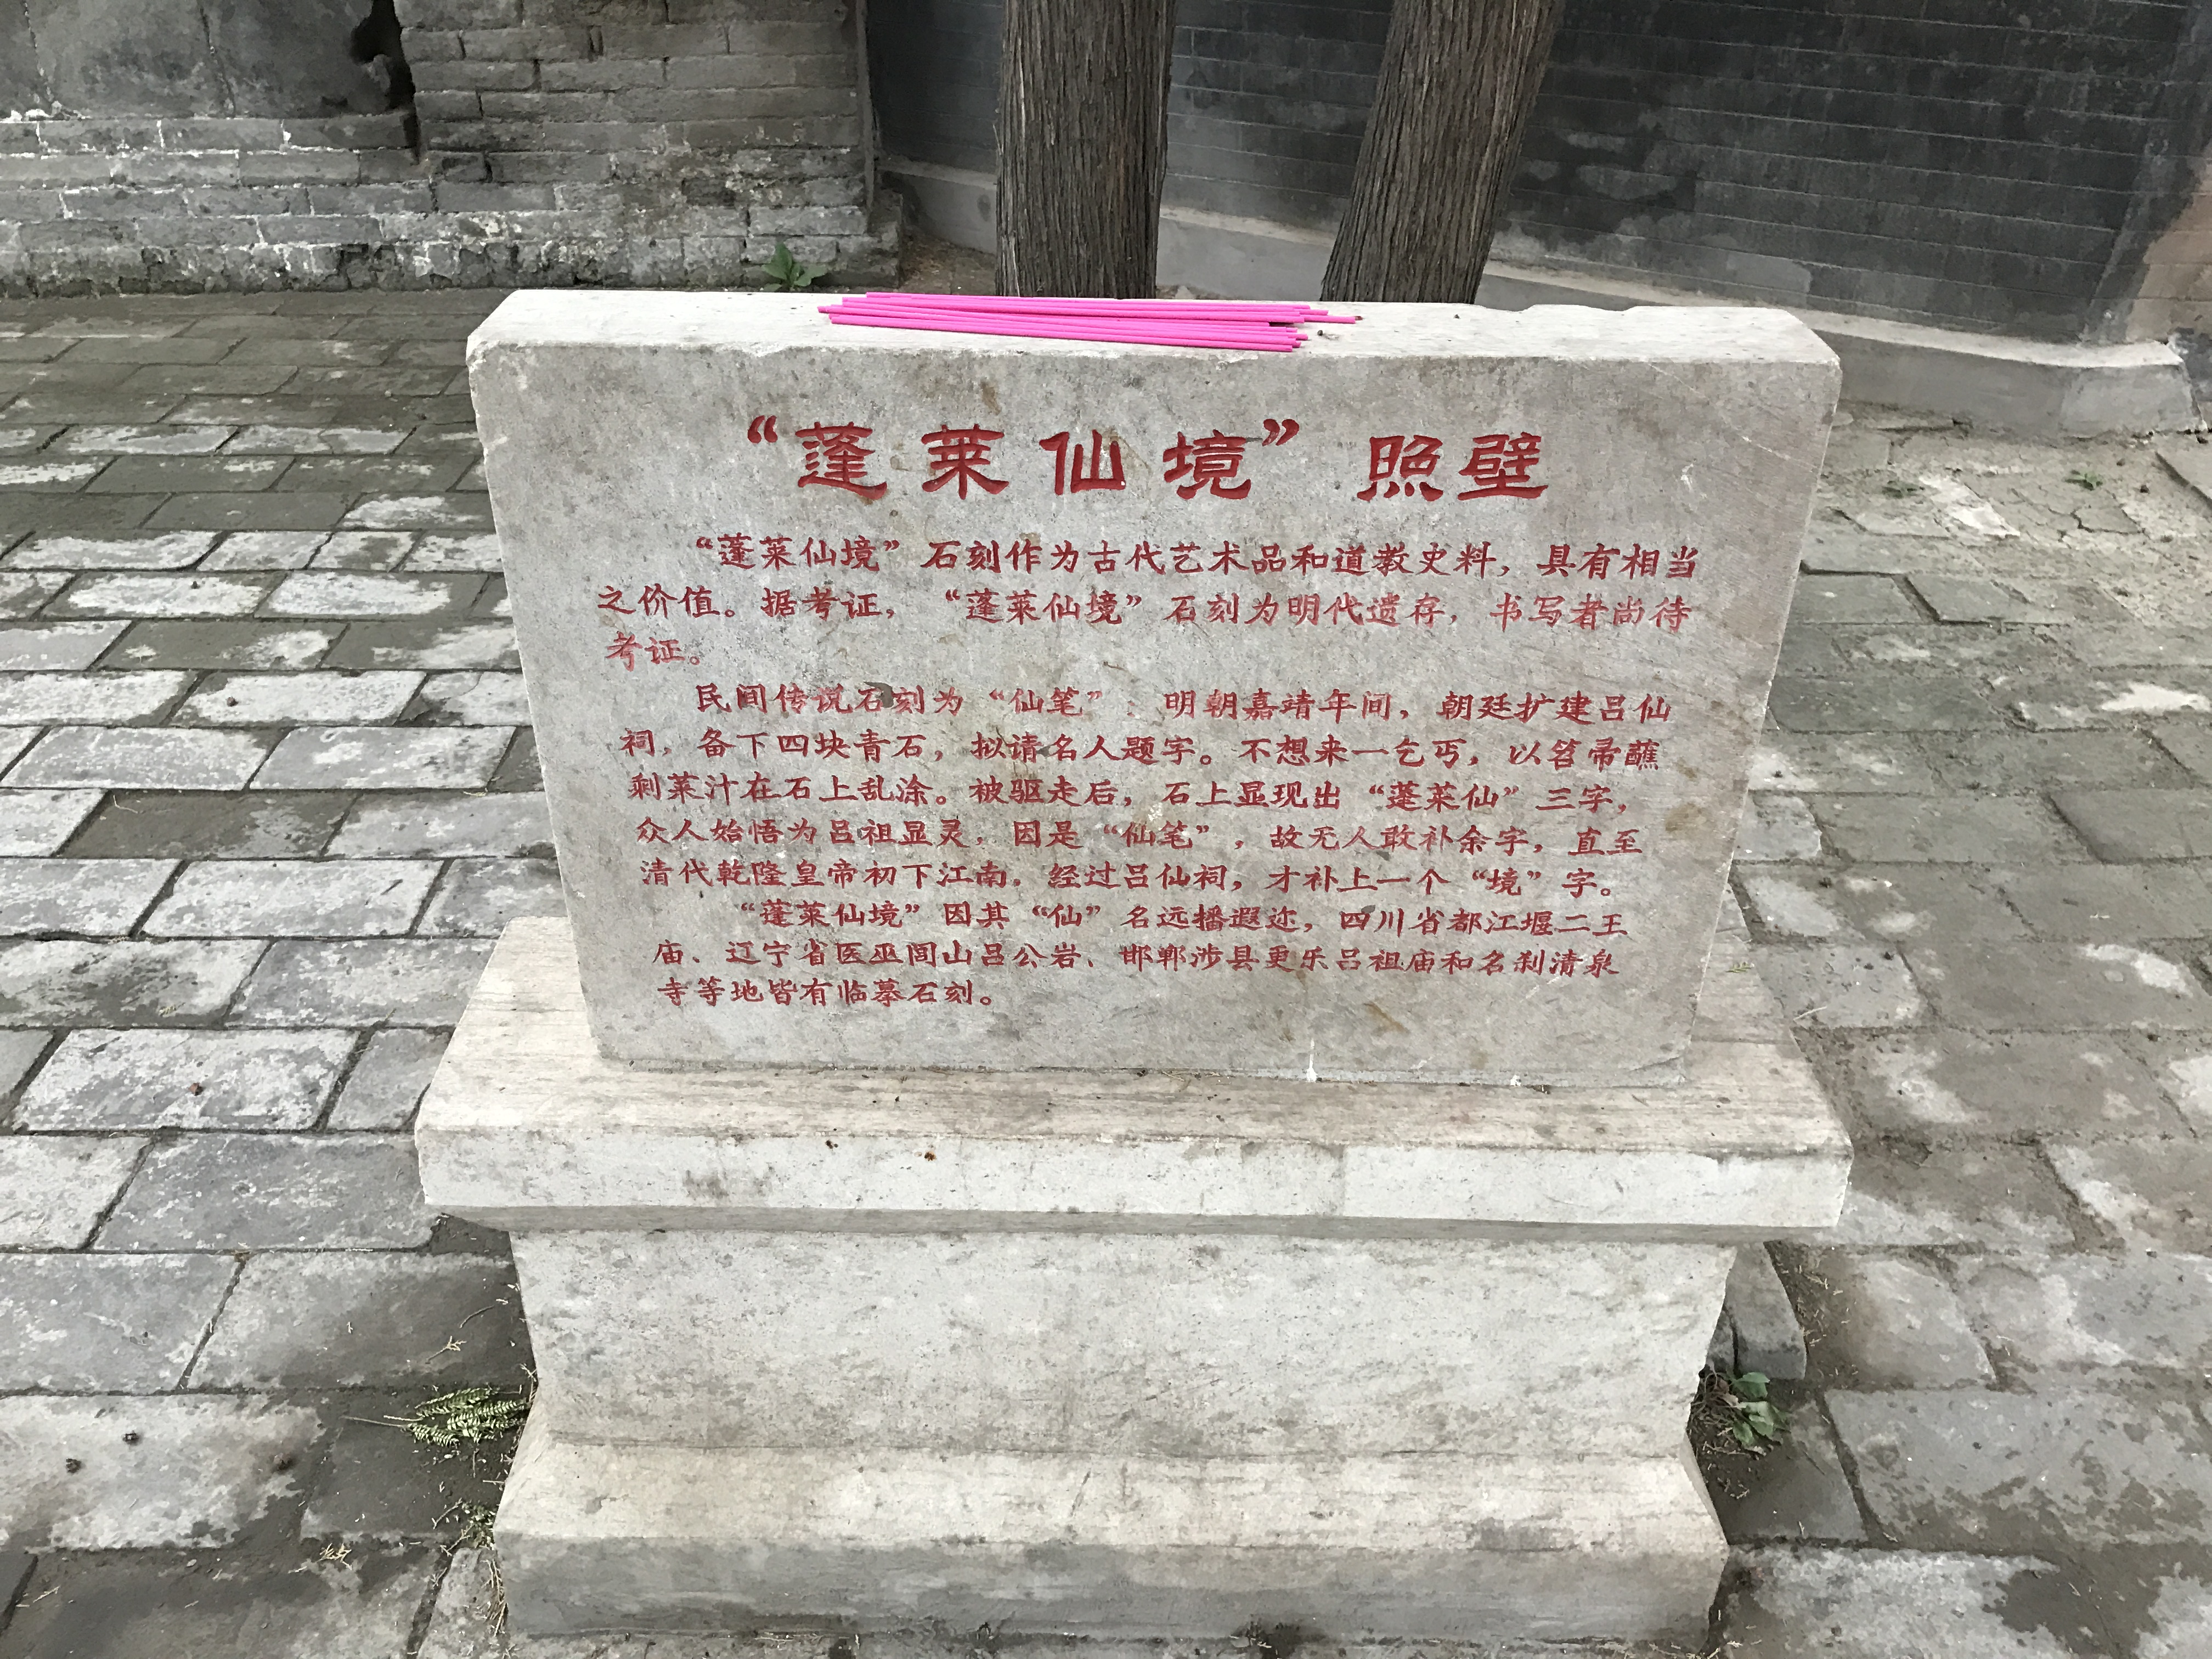 “蓬莱仙境”照壁
“蓬莱仙境”石刻作为古代艺术品和道教史料，具有相当
之价值。据考证，“蓬莱仙境”石刻为明代遗存，书写者尚待
考证。
民间传说石刻为“仙笔”。明朝嘉靖年间，朝廷扩建吕仙
祠，备下四块青石，拟请名人题字。不想来一乞丐，以笤帚蘸
剩菜汁在石上乱涂。被驱走后，石上显现出“蓬莱仙”三字，
众人始悟为吕祖显灵，因是“仙笔”，故无人敢补余字，直至
清代乾隆皇帝初下江南，经过吕仙祠，才补上一个“境”字。
“蓬莱仙境”因其“仙”名远播遐迩，四川省都江堰二王
庙、辽宁省医巫闾山吕公岩、邯郸涉县更乐吕祖庙和名刹清泉
寺等地皆有临摹石刻。